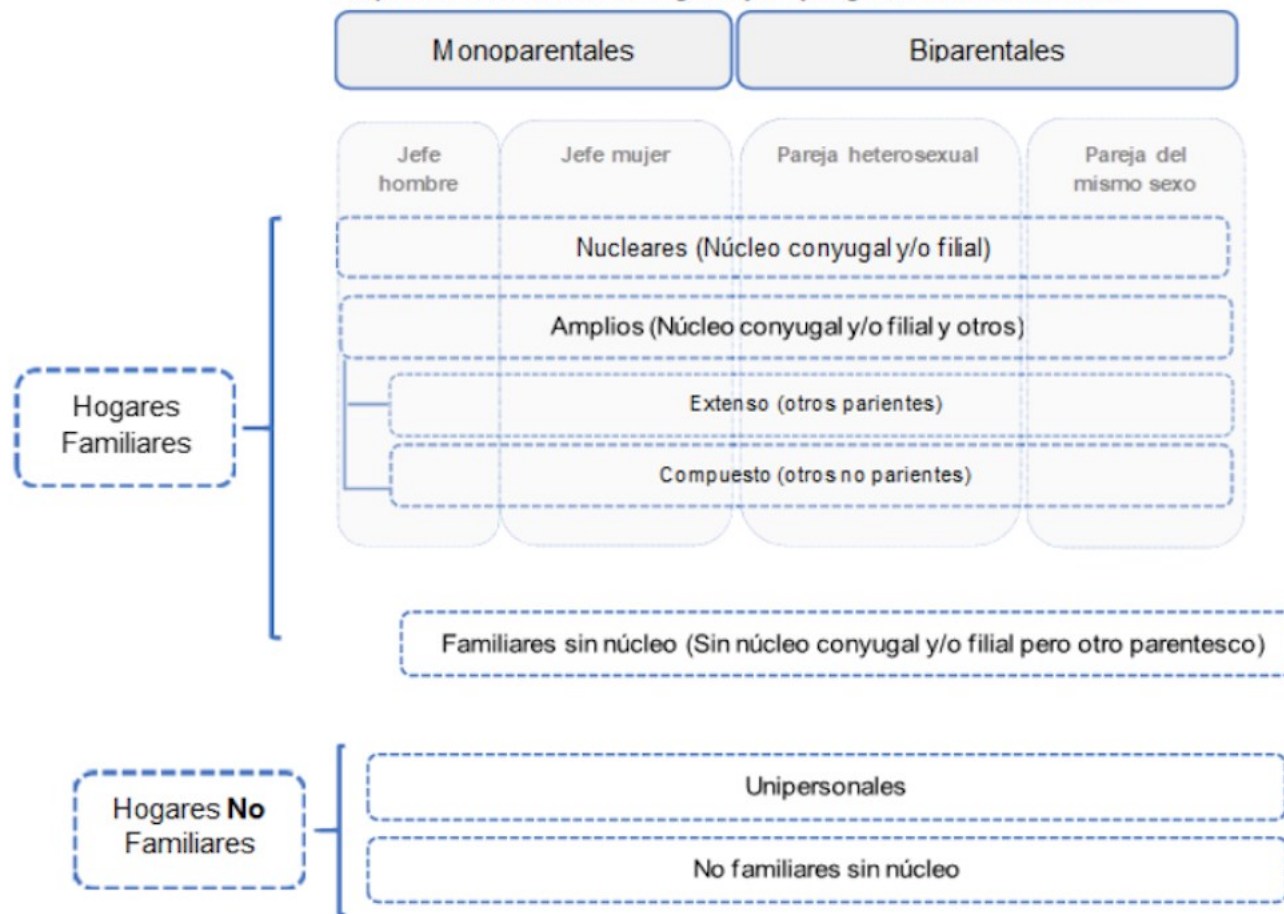 Monoparentales
Biparentales
Jefe
hombre
Jefe mujer
Pareja heterosexual
Pareja del
mismo sexo
Nucleares (Núcleo conyugal y/o filial)
Amplios (Núcleo conyugal y/o filial y otros)
Hogares
Familiares
Extenso (otros parientes)
Compuesto (otros no parientes)
Familiares sin núcleo (Sin núcleo conyugal y/o filial pero otro parentesco)
Hogares No
Familiares
Unipersonales
No familiares sin núcleo